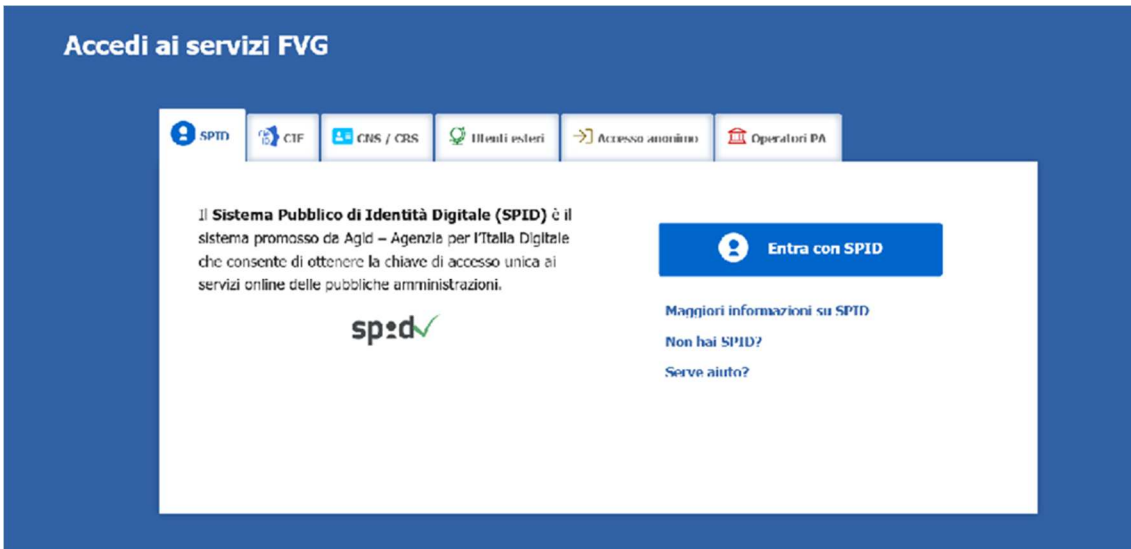 Accedi ai servizi FVG
SPID
CIE
CNS / CRS
Utenti esteri
Accesso anonimo
Operatori PA
Il Sistema Pubblico di Identità Digitale (SPID) è il
sistema promosso da Agid – Agenzia per l'Italia Digitale
che consente di ottenere la chiave di accesso unica ai
servizi online delle pubbliche amministrazioni.
spid
Entra con SPID
Maggiori informazioni su SPID
Non hai SPID?
Serve aiuto?